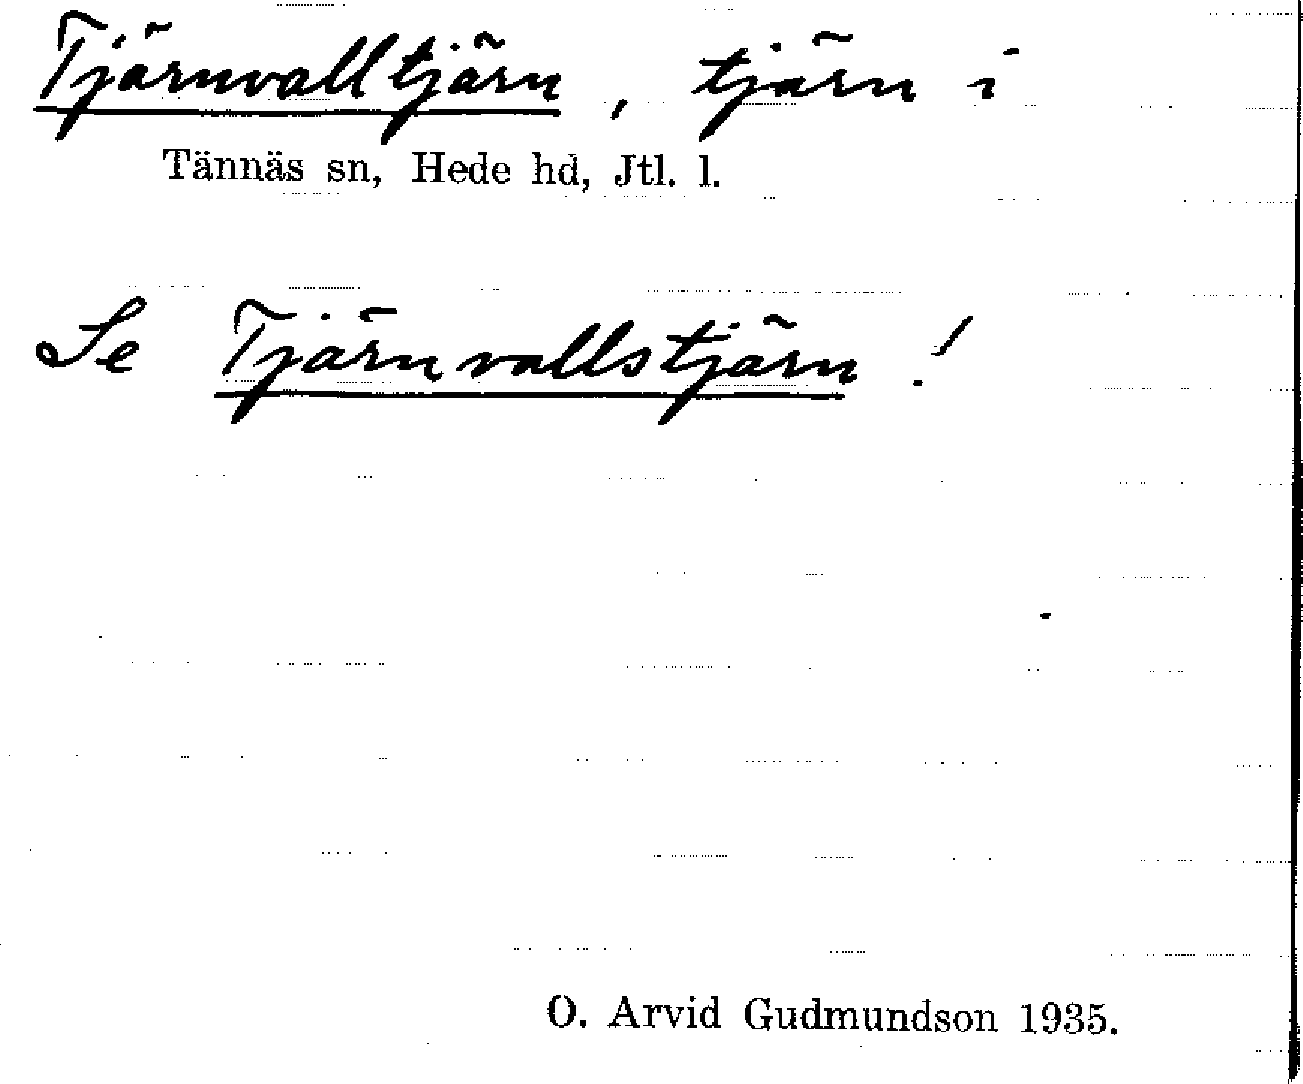 Tjärnvalltjärn, tjärn i
Tännäs sn, Hede hd, Jtl. l.
Se Tjärnvallstjärn!
O. Arvid Gudmundson 1935.